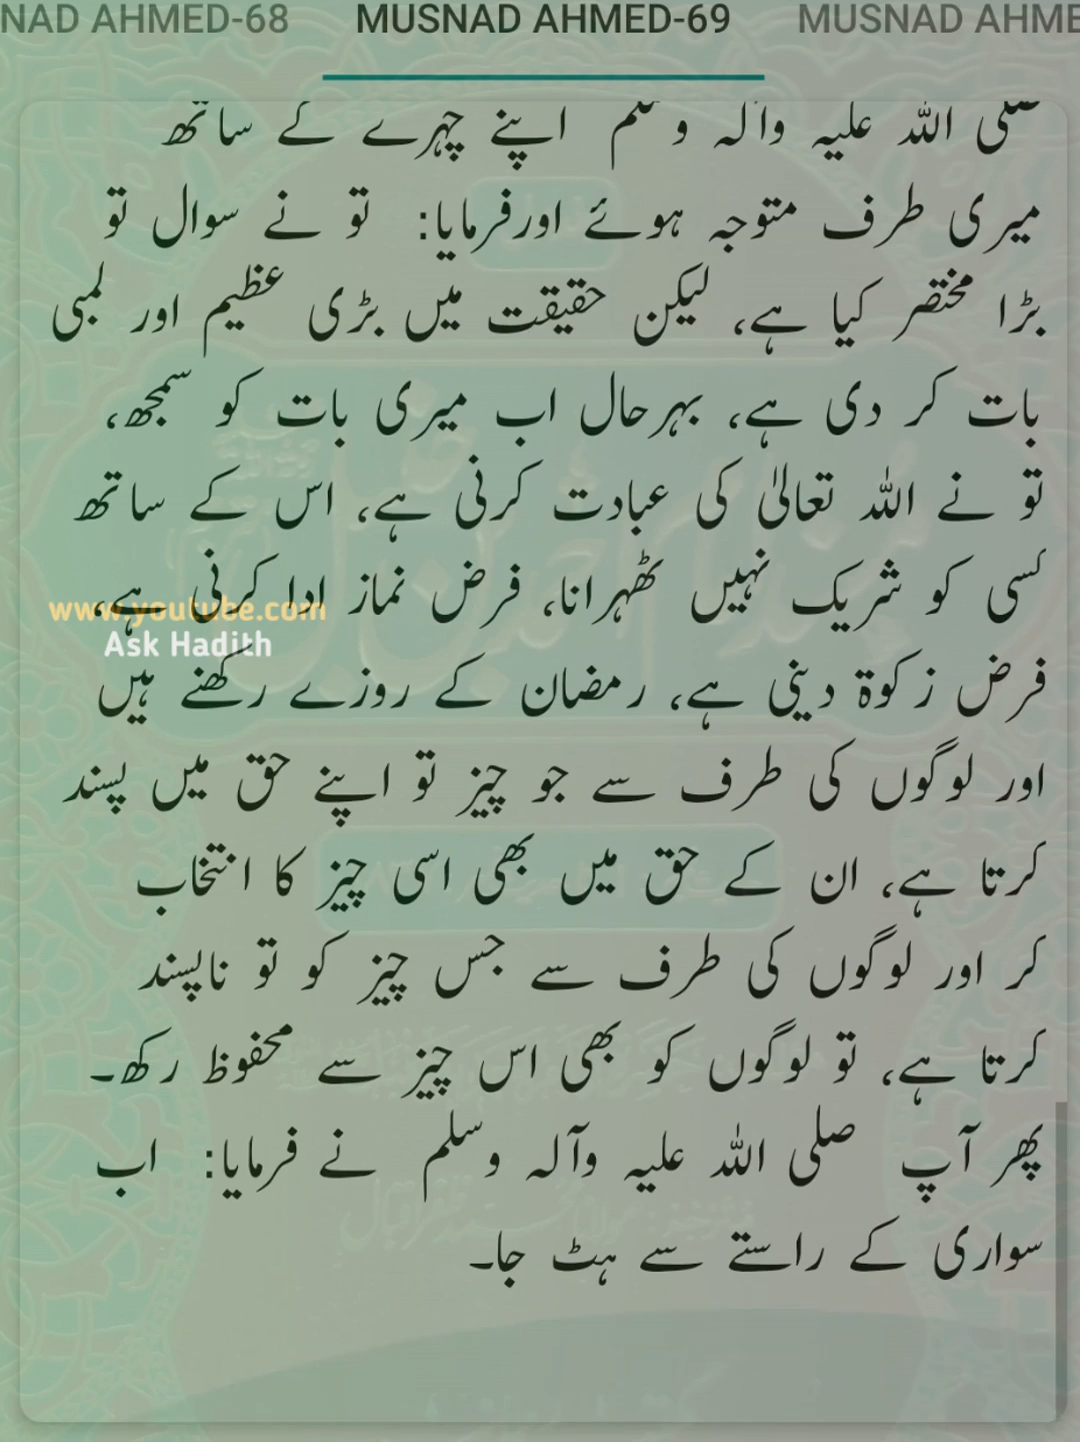 NAD AHMED-68 MUSNAD AHMED-69 MUSNAD AHME
صلی اللہ علیہ وآلہ وسلم اپنے چہرے کے ساتھ
میری طرف متوجہ ہوئے اورفرمایا: تو نے سوال تو
بڑا مختصر کیا ہے، لیکن حقیقت میں بڑی عظیم اور لمبی
بات کر دی ہے، بہرحال اب میری بات کو سمجھ،
تو نے اللہ تعالیٰ کی عبادت کرنی ہے، اس کے ساتھ
کسی کو شریک نہیں ٹھہرانا، فرض نماز ادا کرنی ہے،
www.youtube.com
Ask Hadith
فرض زکوۃ دینی ہے، رمضان کے روزے رکھنے ہیں
اور لوگوں کی طرف سے جو چیز تو اپنے حق میں پسند
کرتا ہے، ان کے حق میں بھی اسی چیز کا انتخاب
کر اور لوگوں کی طرف سے جس چیز کو تو ناپسند
کرتا ہے، تو لوگوں کو بھی اس چیز سے محفوظ رکھ۔
پھر آپ صلی اللہ علیہ وآلہ وسلم نے فرمایا: اب
سواری کے راستے سے ہٹ جا۔